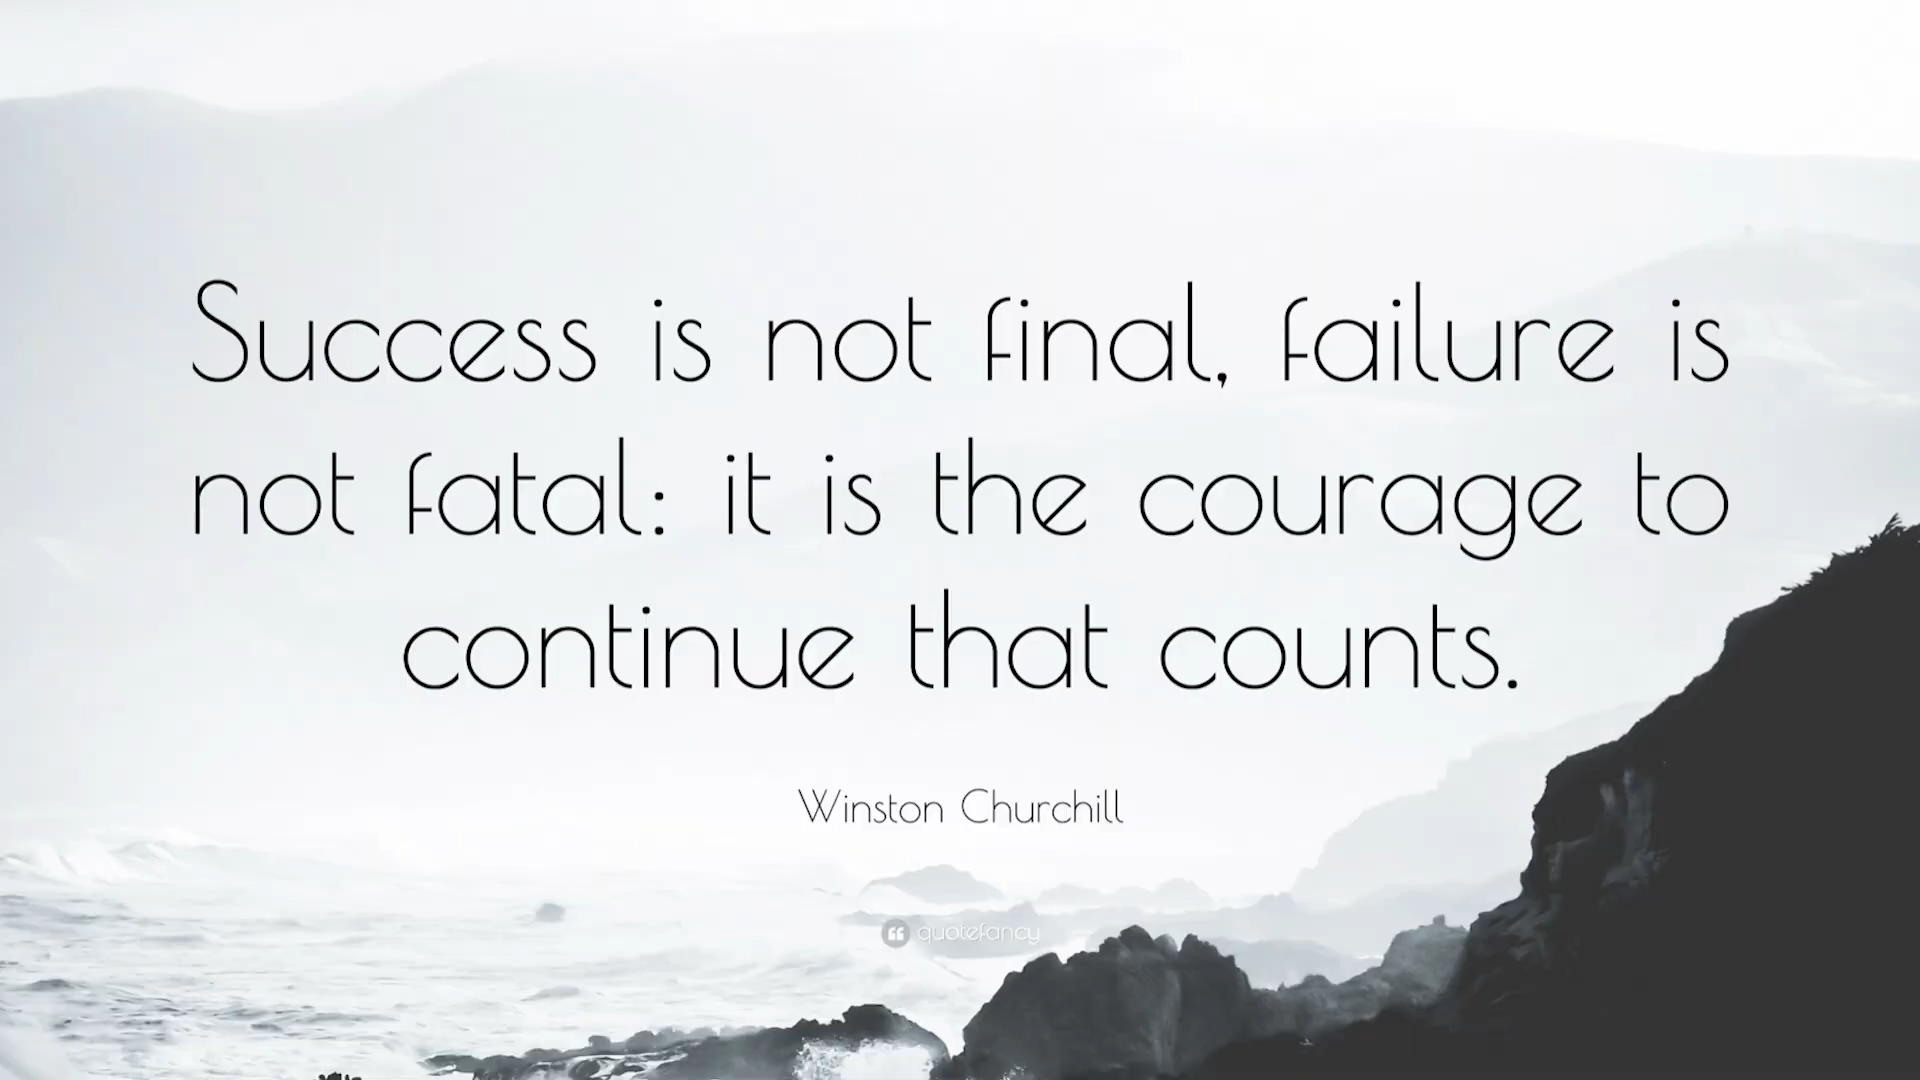 Success is not final, failure is
not fatal: it is the courage to
continue that counts.
Winston Churchill
quotefancy